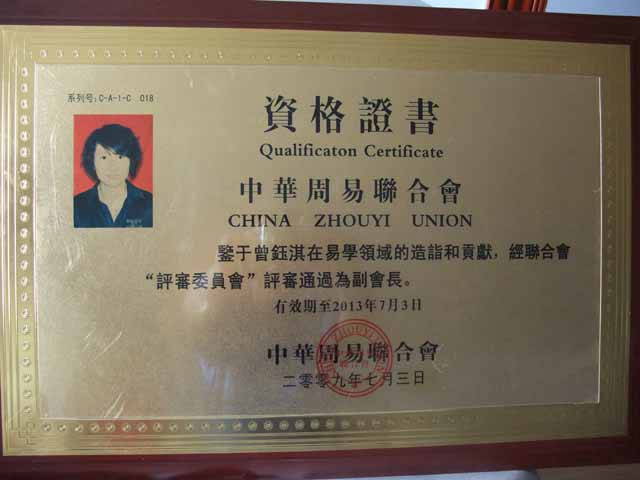 系列号:C-A-1-C 018
資格證書
Qualificaton Certificate
中華周易聯合會
CHINA ZHOUYI UNION
鑒于曾鈺淇在易學領域的造詣和貢獻，經聯合會
“評審委員會”評審通過為副會長。
有效期至2013年7月3日
中華周易聯合會
二零零九年七月三日